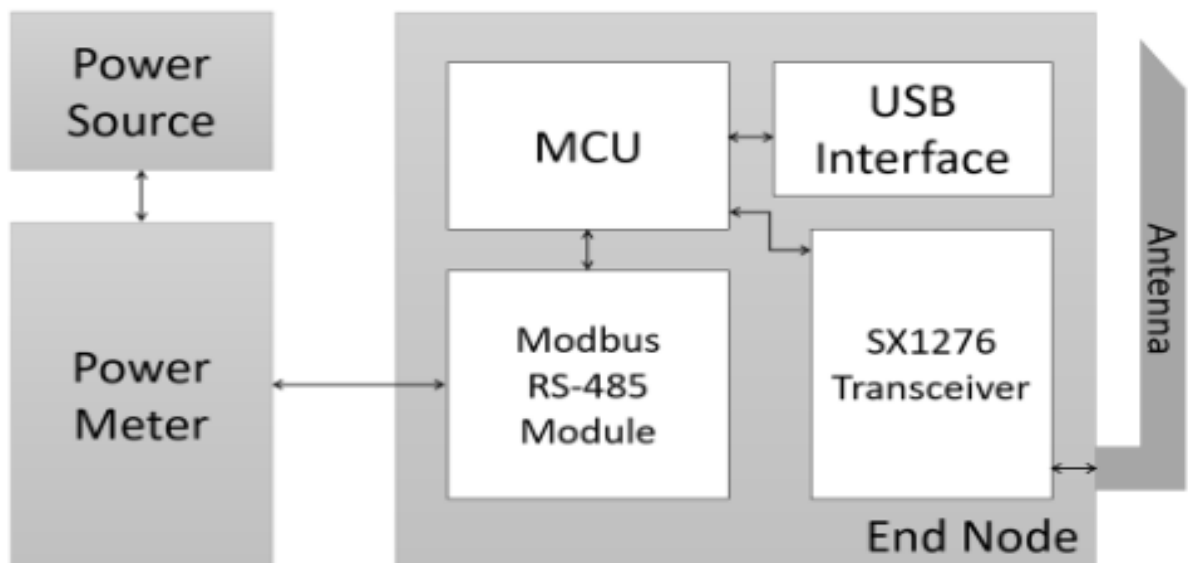 Power
Source
Power
Meter
MCU
USB
Interface
Modbus
RS-485
Module
SX1276
Transceiver
End Node
Antenna